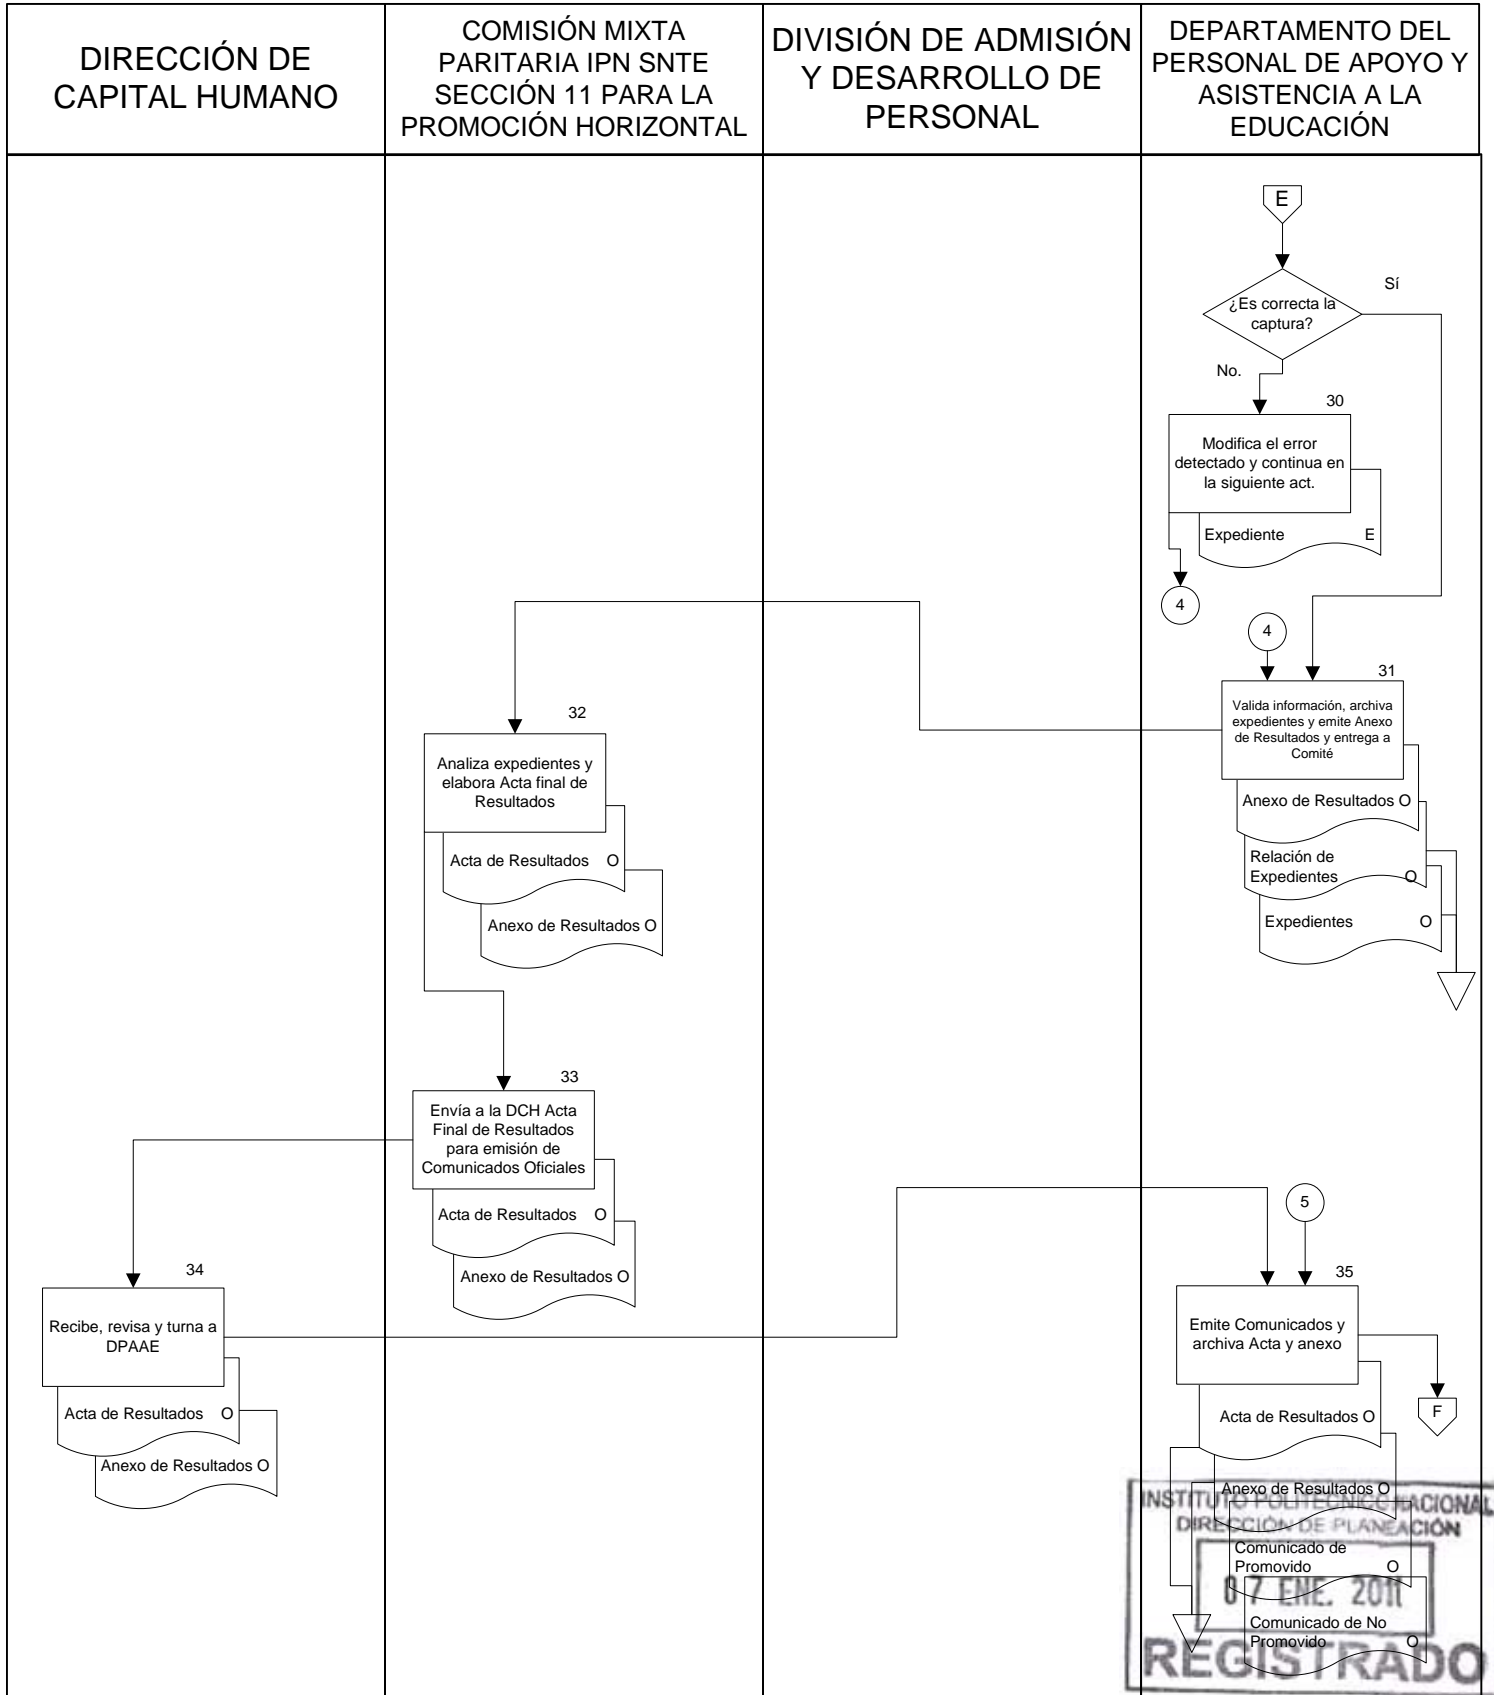 DIRECCIÓN DE
CAPITAL HUMANO
COMISIÓN MIXTA
PARITARIA IPN SNTE
SECCIÓN 11 PARA LA
PROMOCIÓN HORIZONTAL
DIVISIÓN DE ADMISIÓN
Y DESARROLLO DE
PERSONAL
DEPARTAMENTO DEL
PERSONAL DE APOYO Y
ASISTENCIA A LA
EDUCACIÓN
E
¿Es correcta la
captura?
Sí
No.
30
Modifica el error
detectado y continua en
la siguiente act.
Expediente E
4
4
31
Valida información, archiva
expedientes y emite Anexo
de Resultados y entrega a
Comité
Anexo de Resultados O
Relación de
Expedientes O
Expedientes O
32
Analiza expedientes y
elabora Acta final de
Resultados
Acta de Resultados O
Anexo de Resultados O
33
Envía a la DCH Acta
Final de Resultados
para emisión de
Comunicados Oficiales
Acta de Resultados O
Anexo de Resultados O
34
Recibe, revisa y turna a
DPAAE
Acta de Resultados O
Anexo de Resultados O
5
35
Emite Comunicados y
archiva Acta y anexo
F
Acta de Resultados O
Anexo de Resultados O
Comunicado de
Promovido O
Comunicado de No
Promovido O
INSTITUTO POLITECNICO NACIONAL
DIRECCIÓN DE PLANEACIÓN
07 ENE. 2011
REGISTRADO